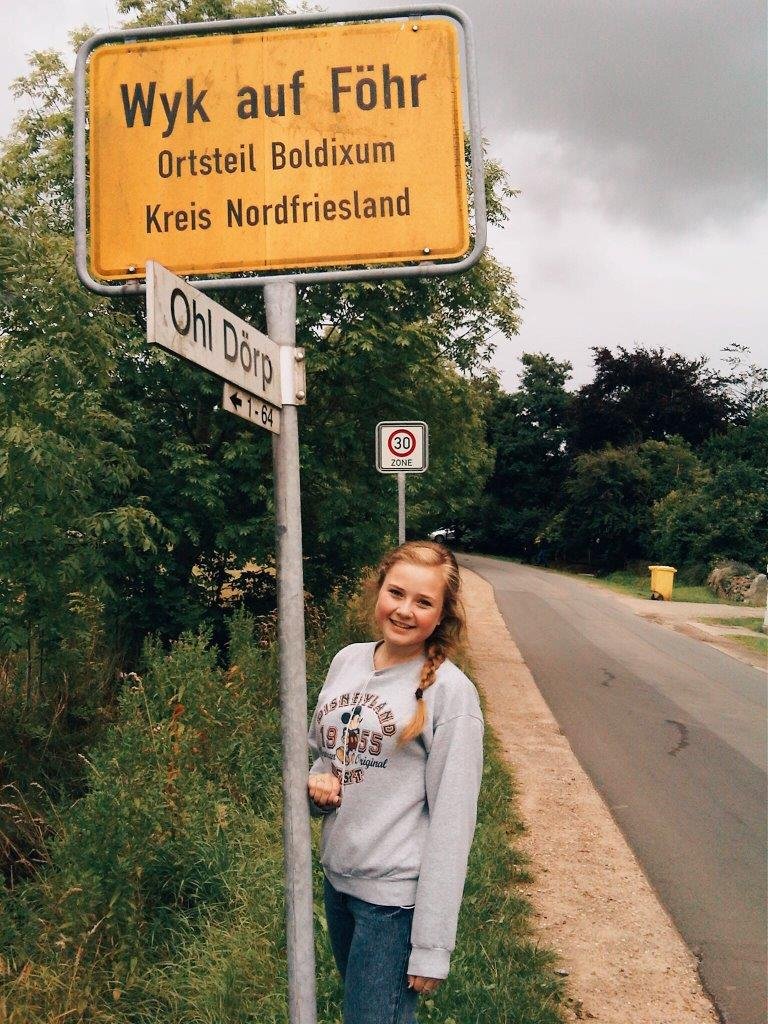 Wyk auf Föhr
Ortsteil Boldixum
Kreis Nordfriesland
Ohl Dörp
← 1-64
30
ZONE
DISNEYLAND
1955
Original